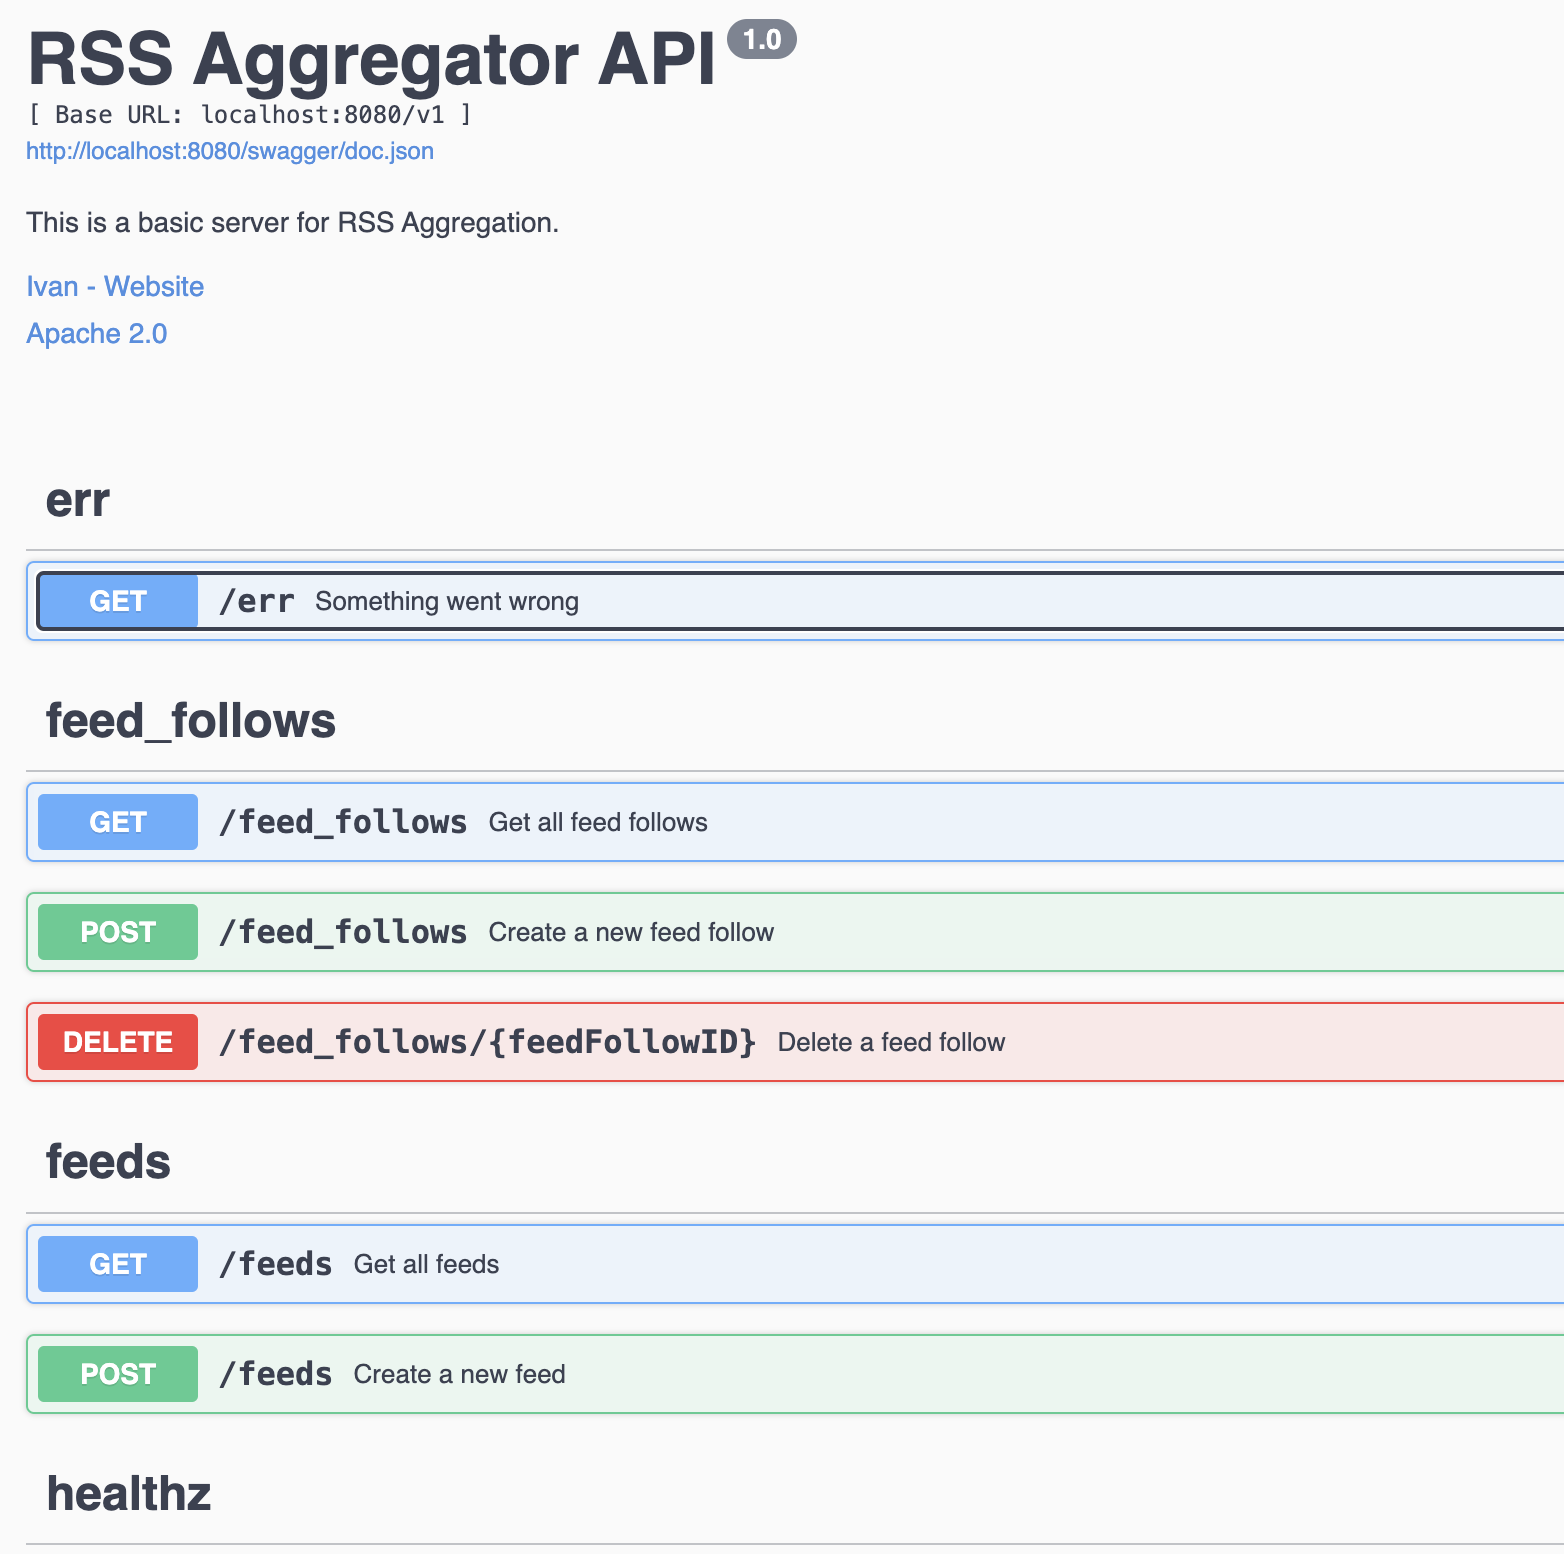 RSS Aggregator API 1.0
[ Base URL: localhost:8080/v1 ]
http://localhost:8080/swagger/doc.json
This is a basic server for RSS Aggregation.
Ivan - Website
Apache 2.0
err
GET /err Something went wrong
feed_follows
GET /feed_follows Get all feed follows
POST /feed_follows Create a new feed follow
DELETE /feed_follows/{feedFollowID} Delete a feed follow
feeds
GET /feeds Get all feeds
POST /feeds Create a new feed
healthz